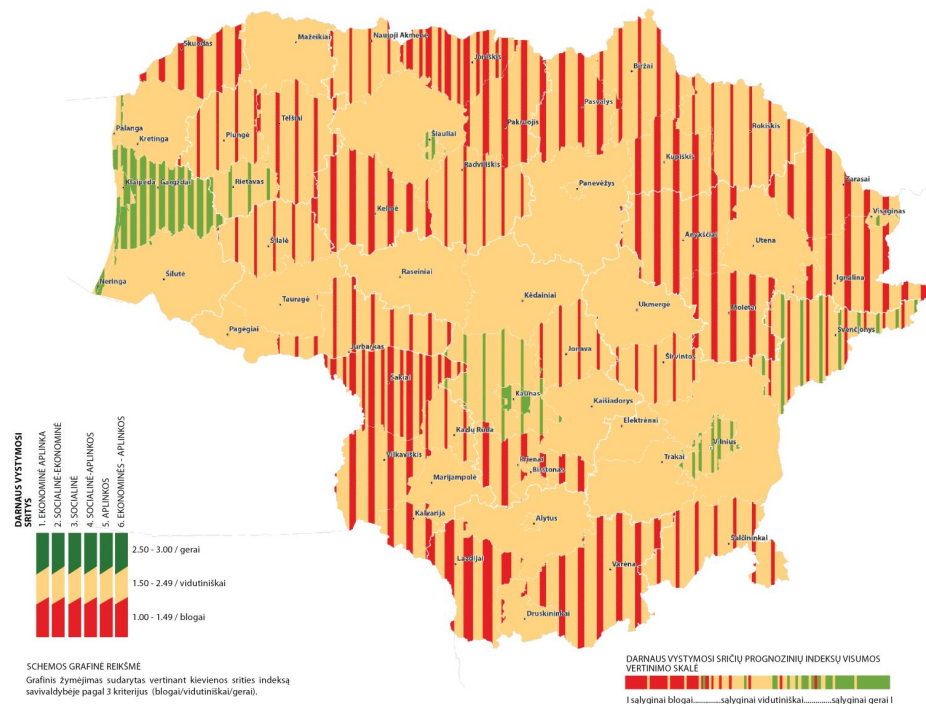 Skuodas
Mažeikiai
Naujoji Akmenė
Joniškis
Biržai
Pasvalys
Palanga
Kretinga
Plungė
Telšiai
Šiauliai
Pakruojis
Rokiškis
Kupiškis
Klaipėda
Gargždai
Rietavas
Radviliškis
Panevėžys
Zarasai
Kelmė
Visaginas
Šilalė
Anykščiai
Utena
Neringa
Šilutė
Raseiniai
Ignalina
Tauragė
Kėdainiai
Ukmergė
Molėtai
Pagėgiai
Švenčionys
Jurbarkas
Jonava
Širvintos
Šakiai
Kaunas
Kaišiadorys
Elektrėnai
Kazlų Rūda
Vilnius
Vilkaviškis
Prienai
Birštonas
Trakai
Marijampolė
Kalvarija
Alytus
Šalčininkai
Lazdijai
Varėna
Druskininkai
DARNAUS VYSTYMOSI
SRITYS
1. EKONOMINĖ APLINKA
2. SOCIALINĖ-EKONOMINĖ
3. SOCIALINĖ
4. SOCIALINĖ-APLINKOS
5. APLINKOS
6. EKONOMINĖS - APLINKOS
2.50 - 3.00 / gerai
1.50 - 2.49 / vidutiniškai
1.00 - 1.49 / blogai
SCHEMOS GRAFINĖ REIKŠMĖ
Grafinis žymėjimas sudarytas vertinant kievienos srities indeksą
savivaldybėje pagal 3 kriterijus (blogai/vidutiniškai/gerai).
DARNAUS VYSTYMOSI SRIČIŲ PROGNOZINIŲ INDEKSŲ VISUMOS
VERTINIMO SKALĖ
I sąlyginai blogai............sąlyginai vidutiniškai............sąlyginai gerai I